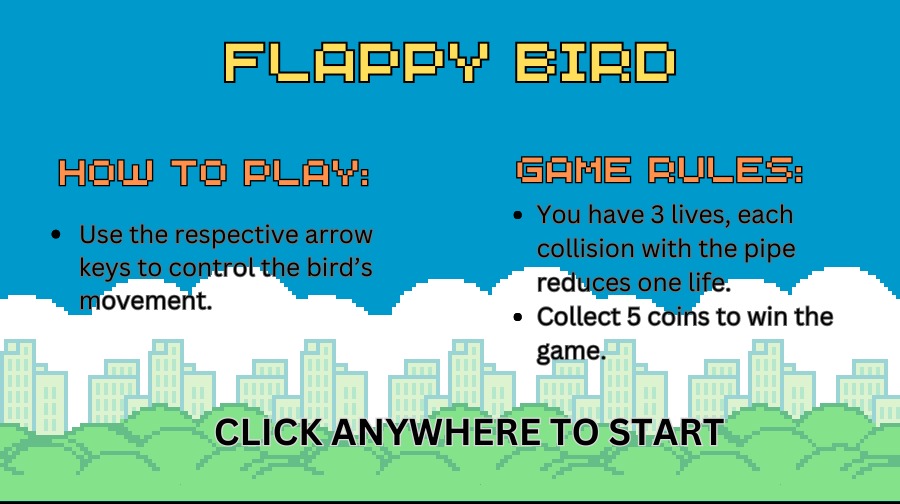 FLAPPY BIRD
HOW TO PLAY:
• Use the respective arrow
keys to control the bird's
movement.
GAME RULES:
• You have 3 lives, each
collision with the pipe
reduces one life.
• Collect 5 coins to win the
game.
CLICK ANYWHERE TO START